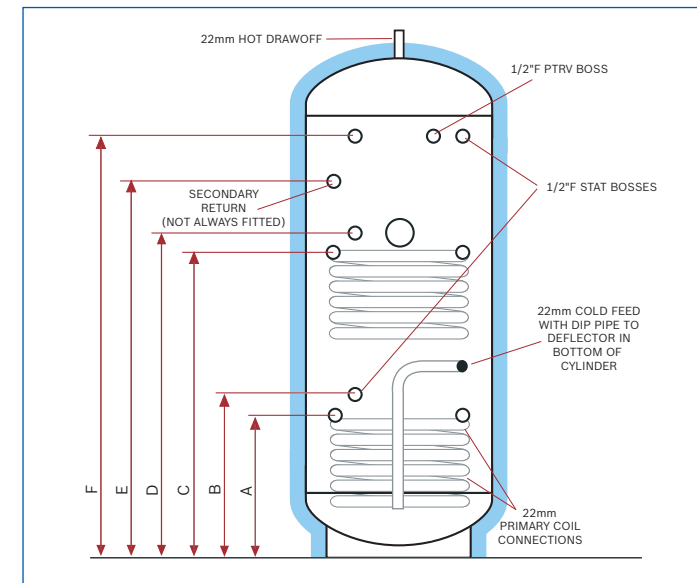 22mm HOT DRAWOFF
1/2"F PTRV BOSS
1/2"F STAT BOSSES
SECONDARY
RETURN
(NOT ALWAYS FITTED)
22mm COLD FEED
WITH DIP PIPE TO
DEFLECTOR IN
BOTTOM OF
CYLINDER
F
E
D
C
B
A
22mm
PRIMARY COIL
CONNECTIONS